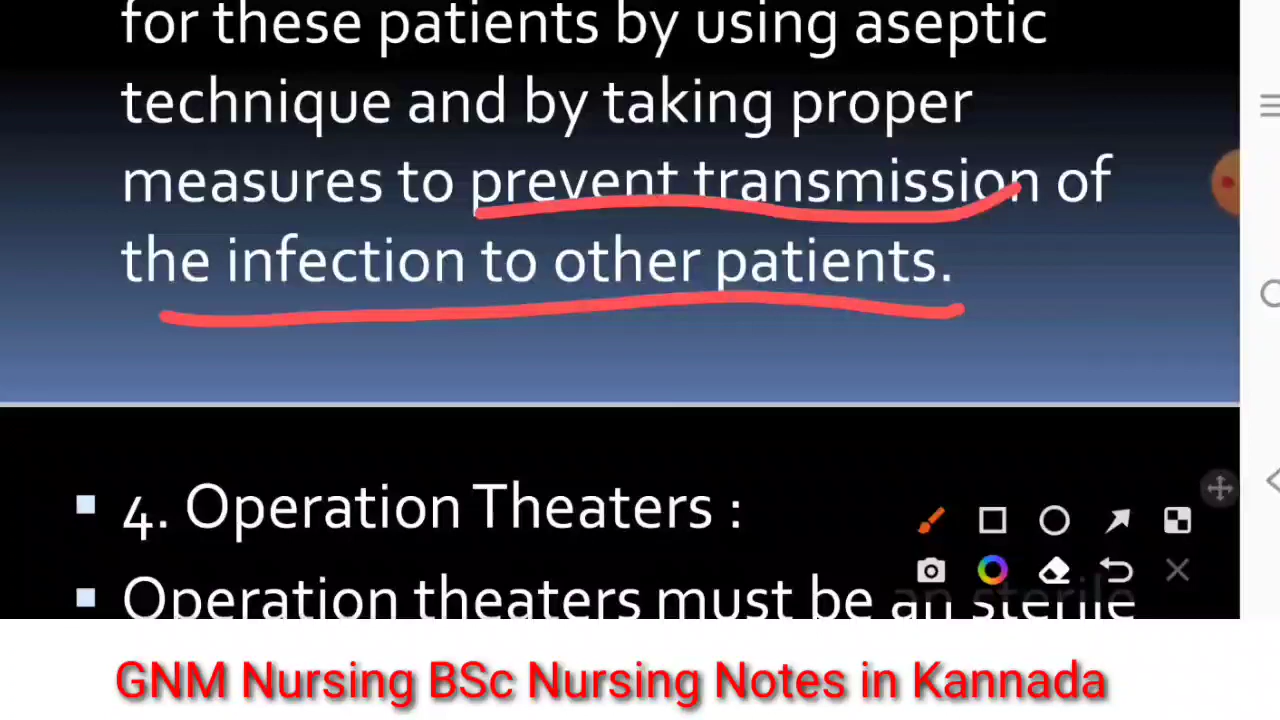 for these patients by using aseptic
technique and by taking proper
measures to prevent transmission of
the infection to other patients.
4. Operation Theaters :
Operation theaters must be an sterile
GNM Nursing BSc Nursing Notes in Kannada